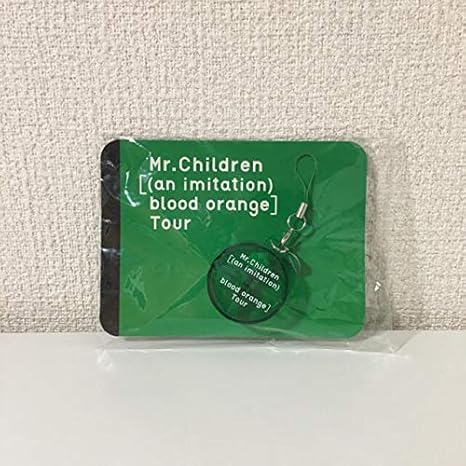 Mr.Children
[(an imitation)
blood orange]
Tour
Mr.Children
[(an imitation)
blood orange]
Tour